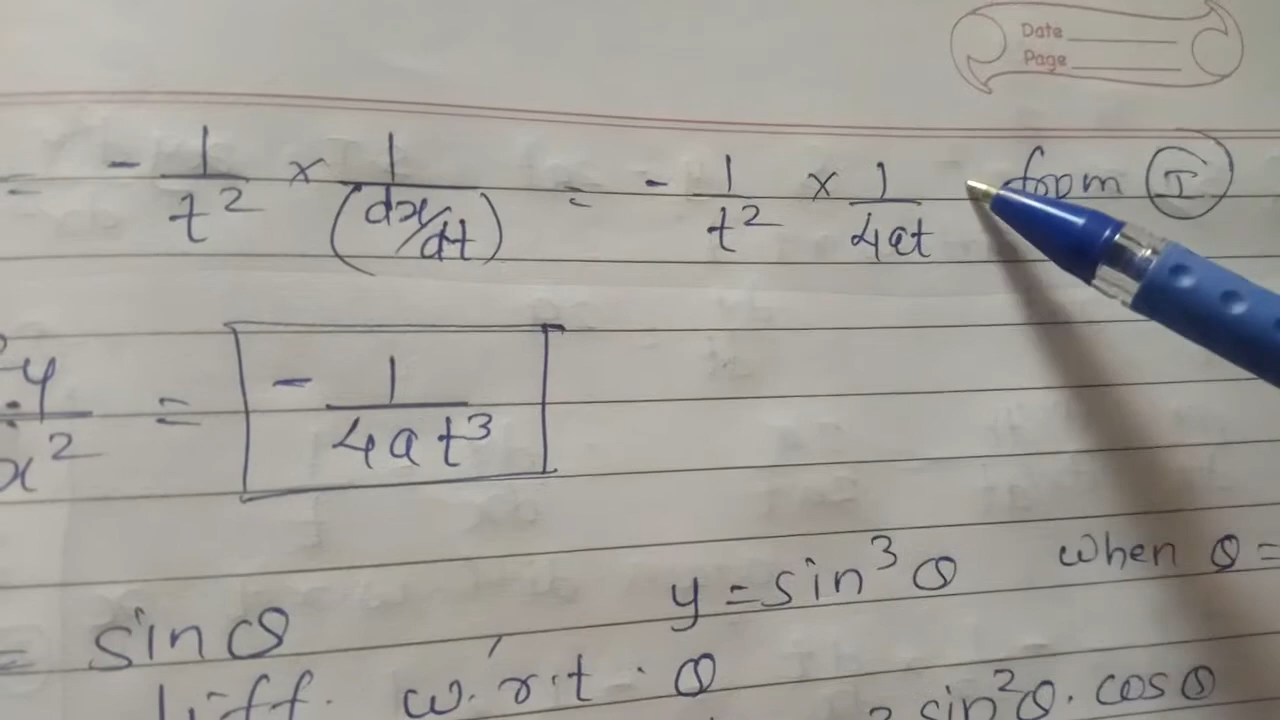 Date
Page
= - 1/t² × 1/(dx/dt) = - 1/t² × 1/4at from (I)
y/x² = - 1/4at³
= sinθ y = sin³θ when θ =
diff. w.r.t. θ sin²θ. cosθ